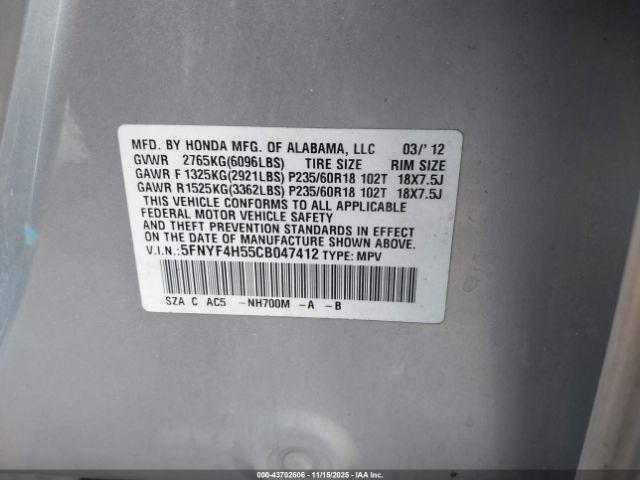 MFD. BY HONDA MFG. OF ALABAMA, LLC 03/' 12
GVWR 2765KG(6096LBS) TIRE SIZE RIM SIZE
GAWR F 1325KG(2921LBS) P235/60R18 102T 18X7.5J
GAWR R 1525KG(3362LBS) P235/60R18 102T 18X7.5J
THIS VEHICLE CONFORMS TO ALL APPLICABLE
FEDERAL MOTOR VEHICLE SAFETY
AND THEFT PREVENTION STANDARDS IN EFFECT
ON THE DATE OF MANUFACTURE SHOWN ABOVE.
V.I.N.:5FNYF4H55CB047412 TYPE: MPV
SZA C AC5 -NH700M -A -B
© IAA - 00-43702606 - 11/15/2025 - IAAI.COM